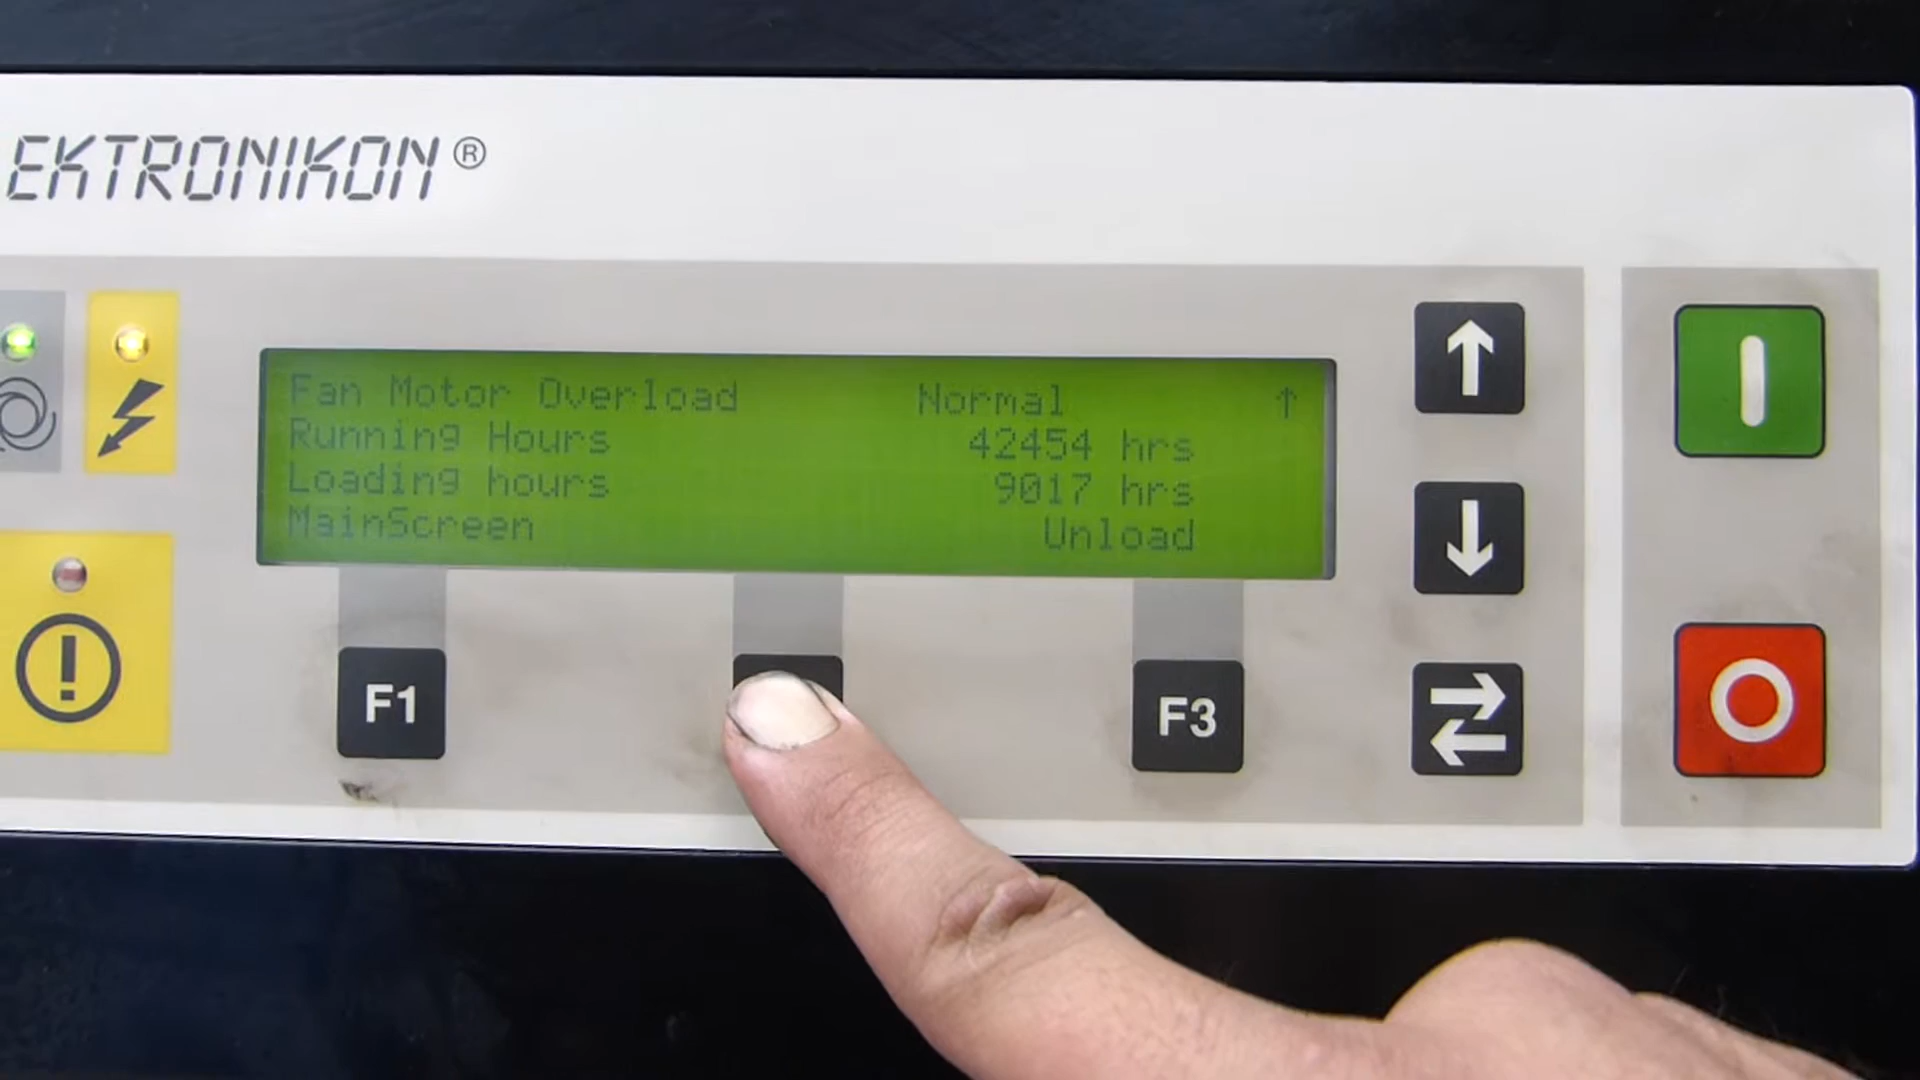 EKTRONIKON®
Fan Motor Overload Normal ↑
Running Hours 42454 hrs
Loading hours 9017 hrs
MainScreen Unload
F1
F3